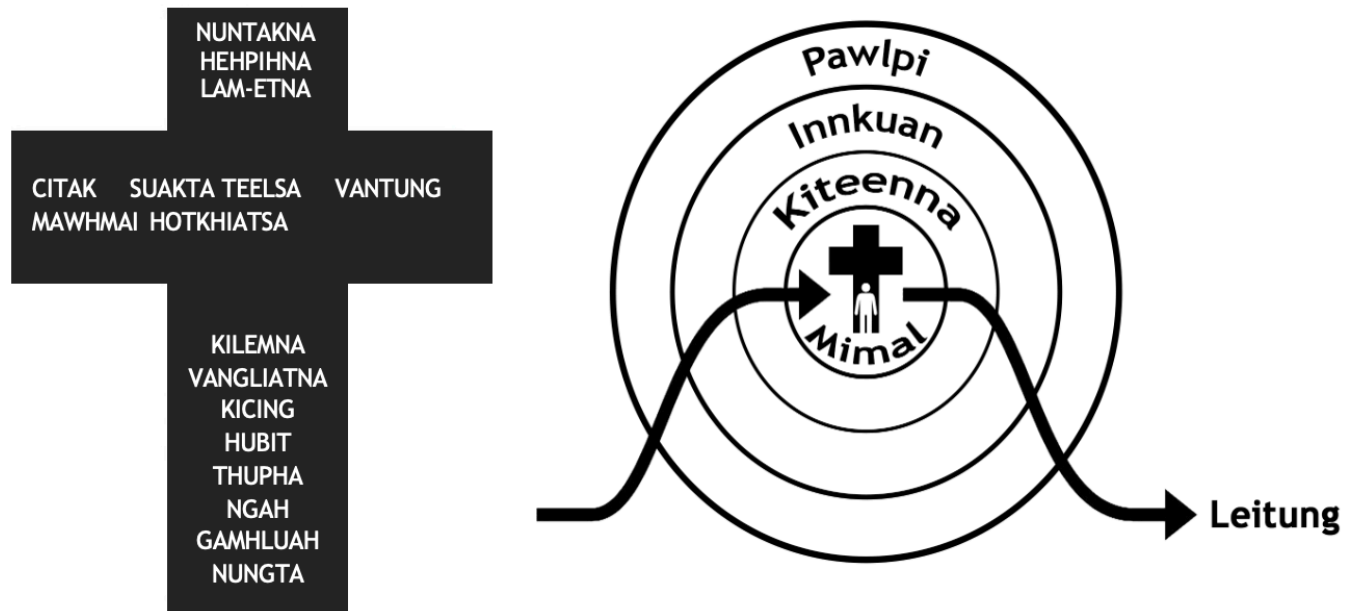 NUNTAKNA
HEHPIHNA
LAM-ETNA
CITAK SUAKTA TEELSA VANTUNG
MAWHMAI HOTKHIATSA
KILEMNA
VANGLIATNA
KICING
HUBIT
THUPHA
NGAH
GAMHLUAH
NUNGTA
Pawlpi
Innkuan
Kiteenna
Mimal
Leitung